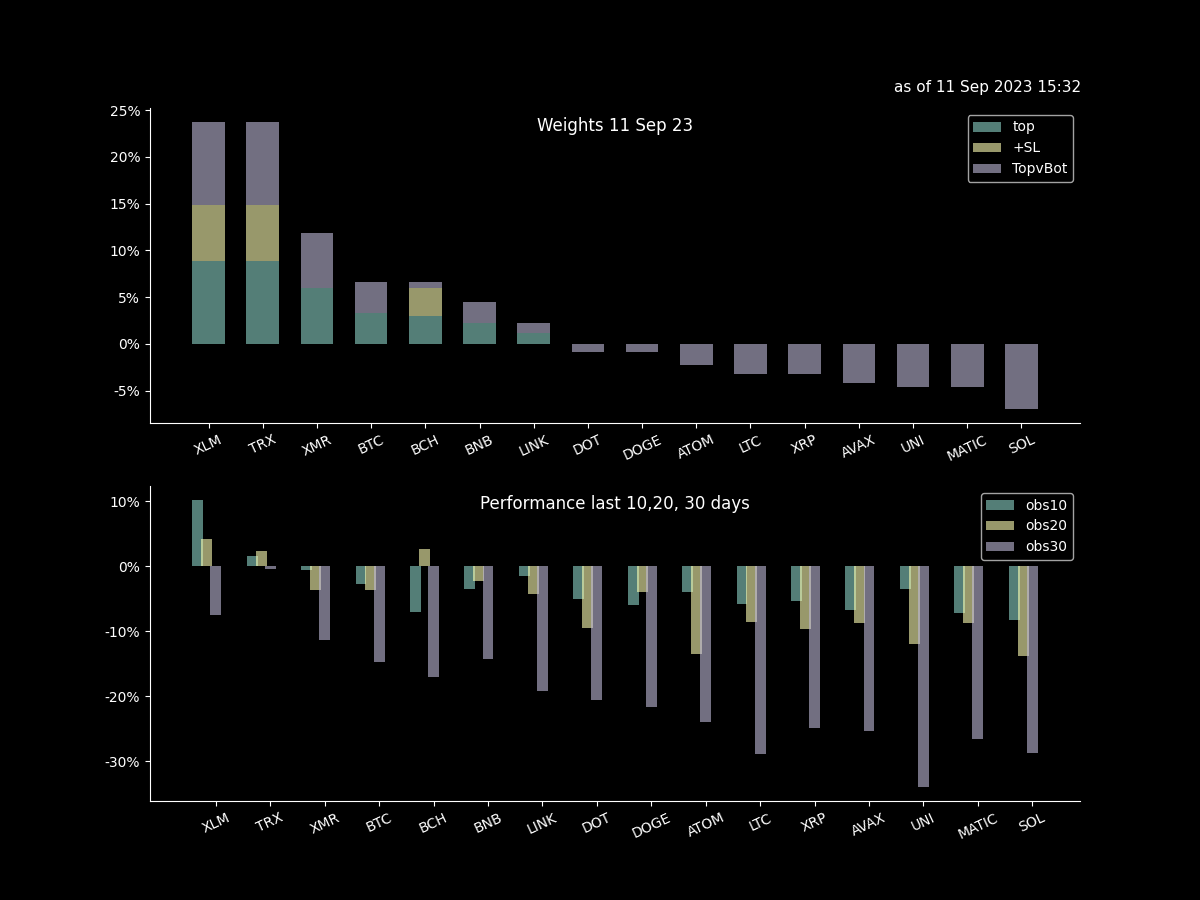 as of 11 Sep 2023 15:32
Weights 11 Sep 23
top
+SL
TopvBot
25%
20%
15%
10%
5%
0%
-5%
XLM TRX XMR BTC BCH BNB LINK DOT DOGE ATOM LTC XRP AVAX UNI MATIC SOL
Performance last 10,20, 30 days
obs10
obs20
obs30
10%
0%
-10%
-20%
-30%
XLM TRX XMR BTC BCH BNB LINK DOT DOGE ATOM LTC XRP AVAX UNI MATIC SOL